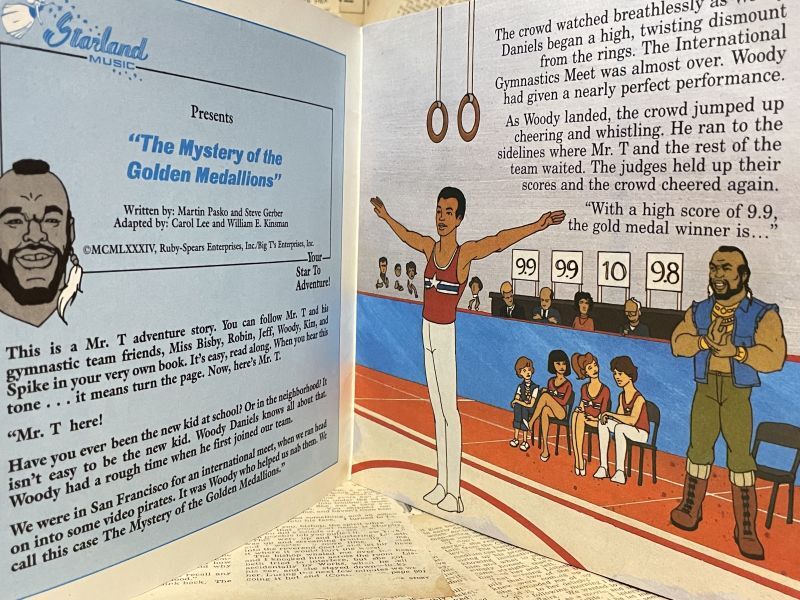 Starland
MUSIC
Presents
“The Mystery of the
Golden Medallions”
Written by: Martin Pasko and Steve Gerber
Adapted by: Carol Lee and William E. Kinsman
©MCMLXXXIV, Ruby-Spears Enterprises, Inc./Big T's Enterprises, Inc.
Your
Star To
Adventure!
This is a Mr. T adventure story. You can follow Mr. T and his
gymnastic team friends, Miss Bisby, Robin, Jeff, Woody, Kim, and
Spike in your very own book. It's easy, read along. When you hear this
tone . . . it means turn the page. Now, here's Mr. T.
“Mr. T here!
Have you ever been the new kid at school? Or in the neighborhood? It
isn't easy to be the new kid. Woody Daniels knows all about that.
Woody had a rough time when he first joined our team.
We were in San Francisco for an international meet, when we ran head
on into some video pirates. It was Woody who helped us nab them. We
call this case The Mystery of the Golden Medallions.”
The crowd watched breathlessly as Woody
Daniels began a high, twisting dismount
from the rings. The International
Gymnastics Meet was almost over. Woody
had given a nearly perfect performance.
As Woody landed, the crowd jumped up
cheering and whistling. He ran to the
sidelines where Mr. T and the rest of the
team waited. The judges held up their
scores and the crowd cheered again.
“With a high score of 9.9,
the gold medal winner is...”
9.9 9.9 10 9.8